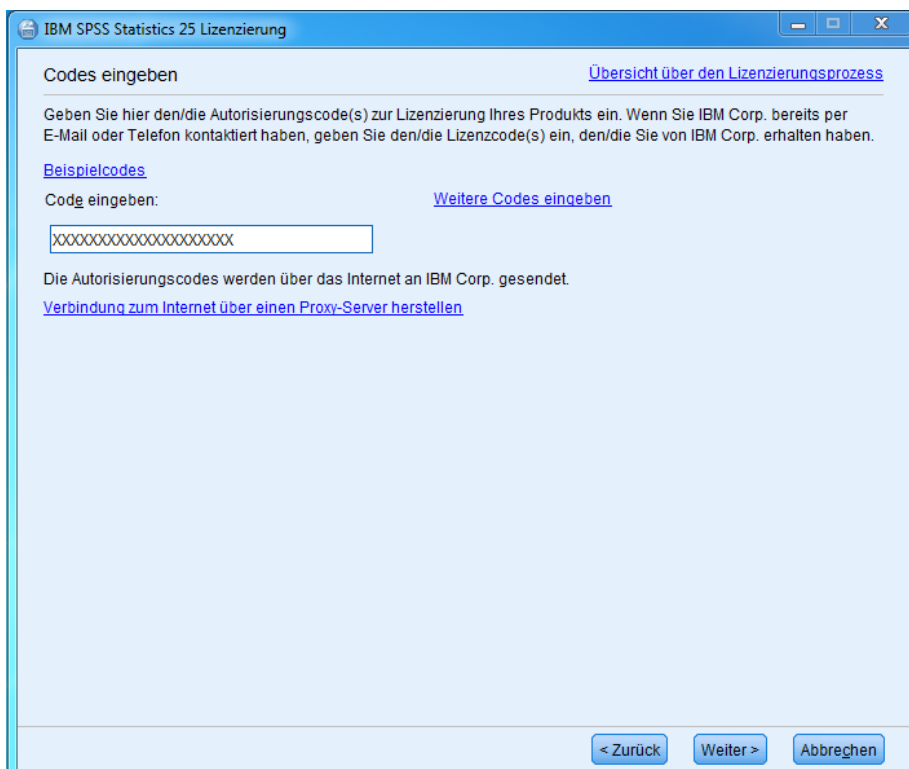 IBM SPSS Statistics 25 Lizenzierung
Codes eingeben
Übersicht über den Lizenzierungsprozess
Geben Sie hier den/die Autorisierungscode(s) zur Lizenzierung Ihres Produkts ein. Wenn Sie IBM Corp. bereits per
E-Mail oder Telefon kontaktiert haben, geben Sie den/die Lizenzcode(s) ein, den/die Sie von IBM Corp. erhalten haben.
Beispielcodes
Code eingeben:
Weitere Codes eingeben
XXXXXXXXXXXXXXXXXXXX
Die Autorisierungscodes werden über das Internet an IBM Corp. gesendet.
Verbindung zum Internet über einen Proxy-Server herstellen
< Zurück
Weiter >
Abbrechen